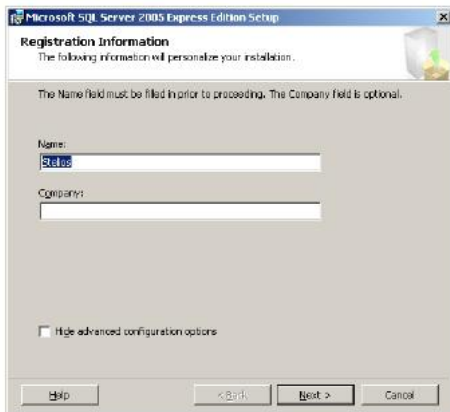 Microsoft SQL Server 2005 Express Edition Setup
Registration Information
The following information will personalize your installation.
The Name field must be filled in prior to proceeding. The Company field is optional.
Name:
Stelios
Company:
Hide advanced configuration options
Help
< Back
Next >
Cancel